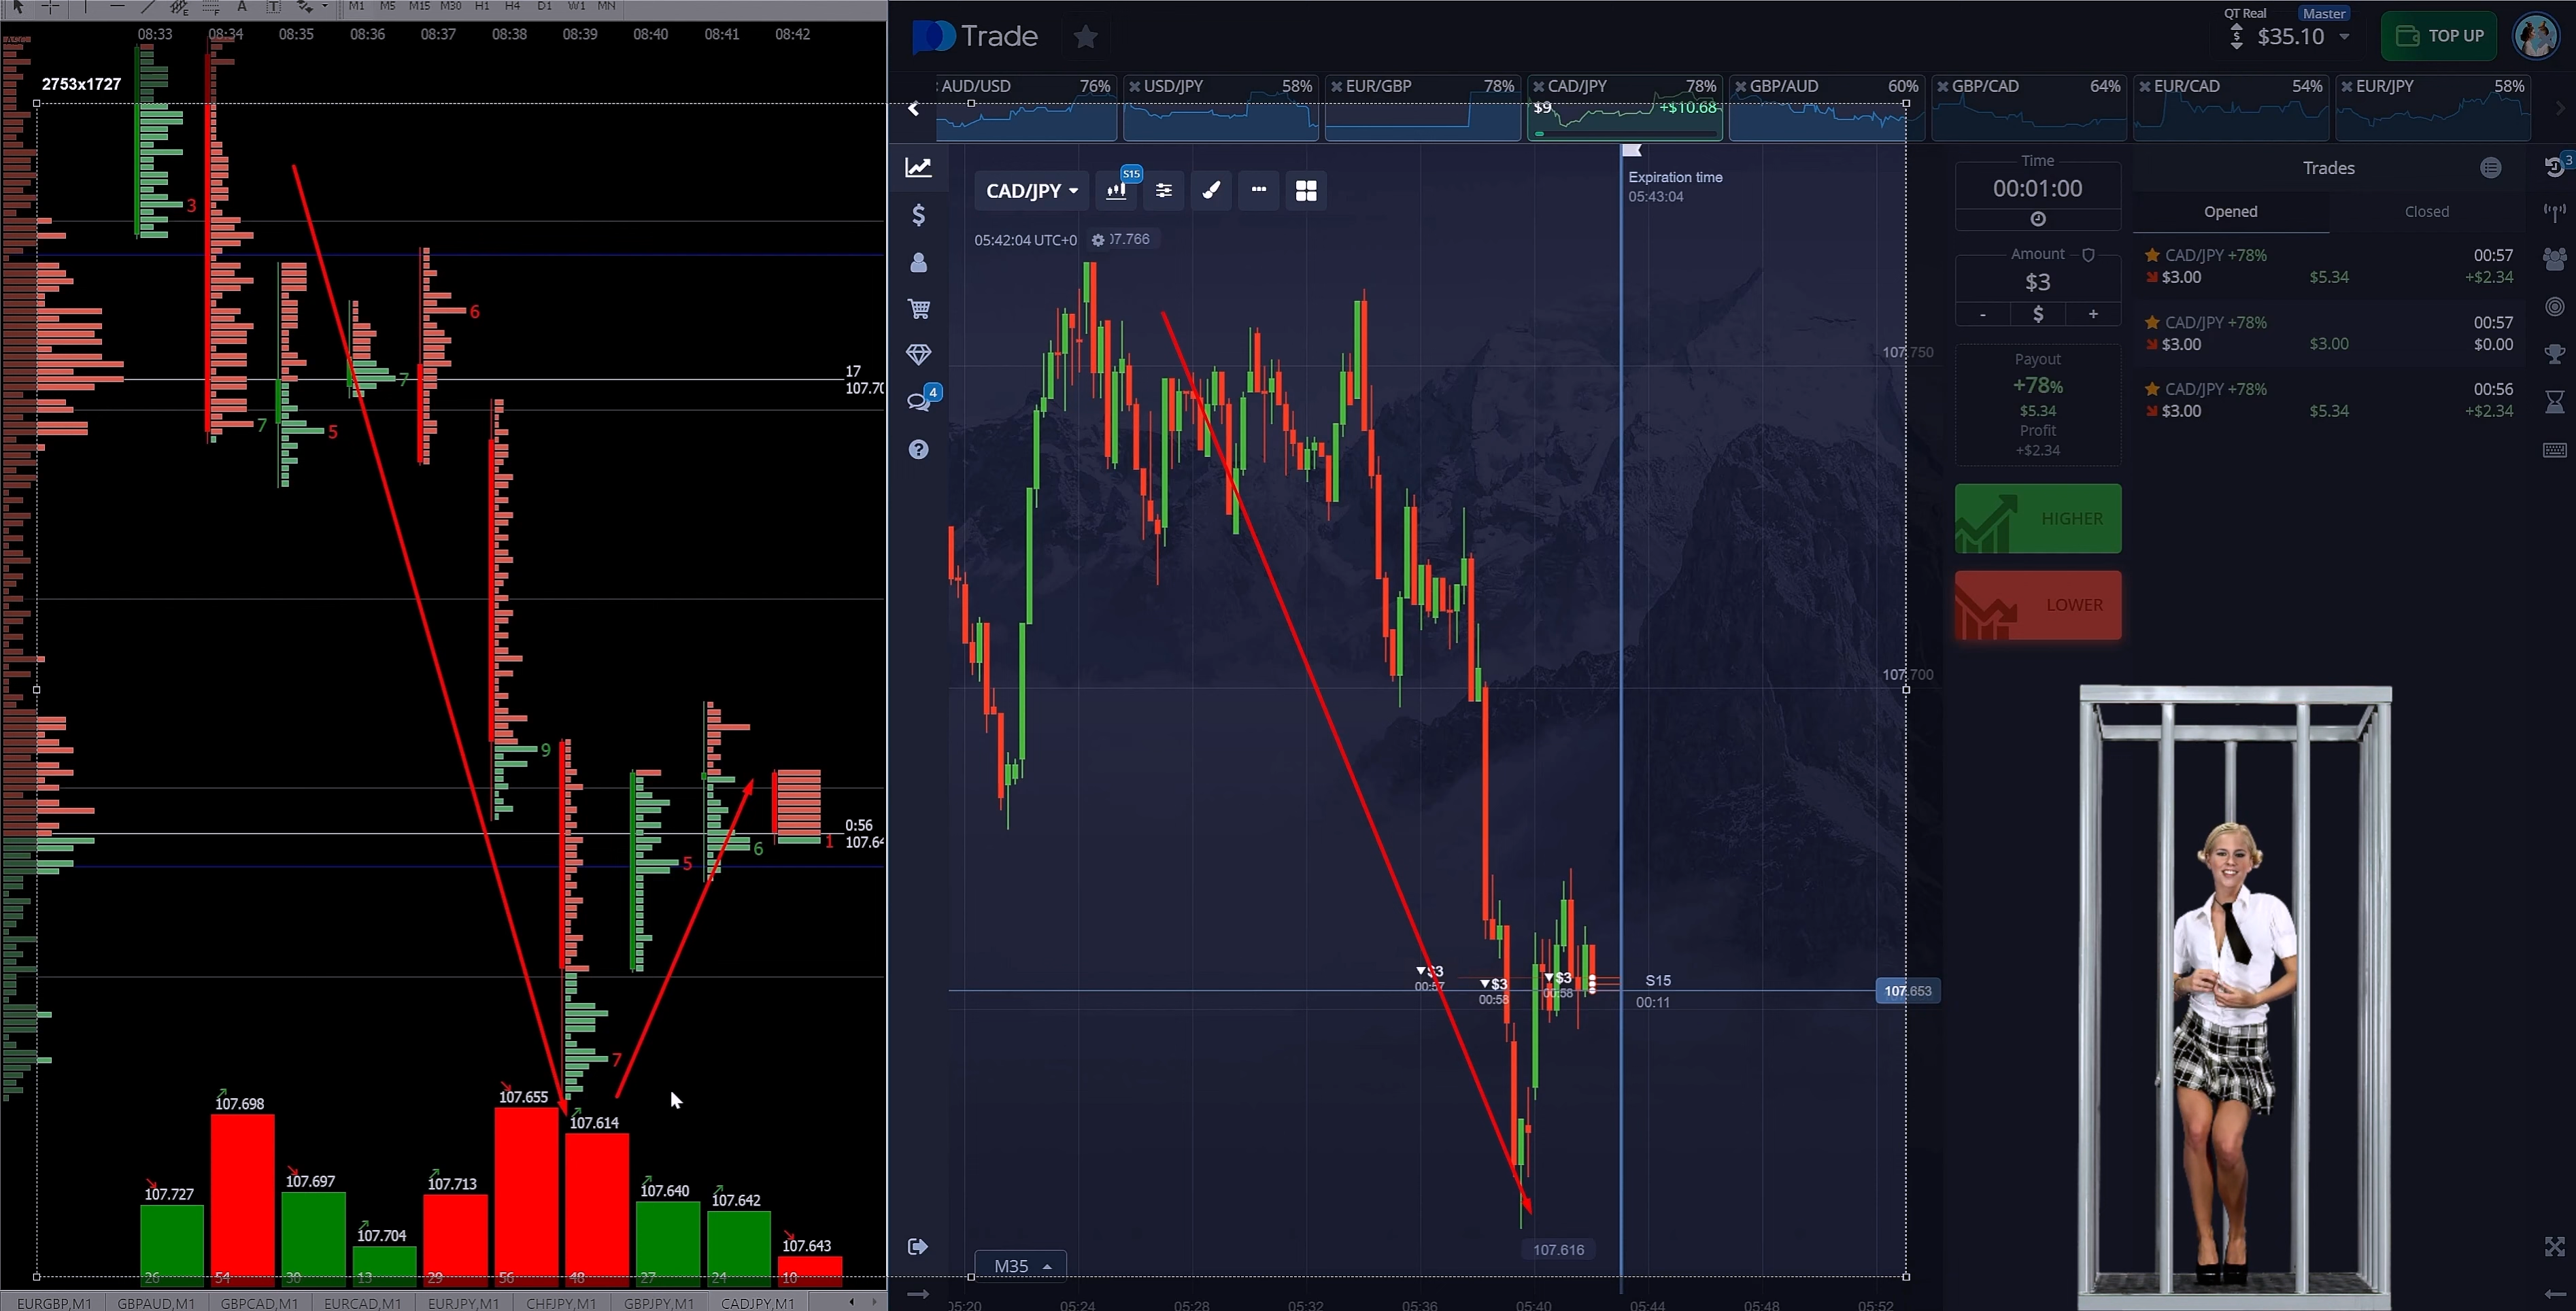 M1 M5 M15 M30 H1 H4 D1 W1 MN
08:33 08:34 08:35 08:36 08:37 08:38 08:39 08:40 08:41 08:42
2753x1727
3
6
7
7
5
17
9
0:56
5
6
1
7
107.727
107.698
107.697
107.704
107.713
107.655
107.614
107.640
107.642
107.643
26 54 30 13 29 56 48 27 24 10
EURGBP,M1 GBPAUD,M1 GBPCAD,M1 EURCAD,M1 EURJPY,M1 CHFJPY,M1 GBPJPY,M1 CADJPY,M1
Trade
QT Real Master
$35.10
TOP UP
AUD/USD 76%
USD/JPY 58%
EUR/GBP 78%
CAD/JPY 78%
$9 +$10.68
GBP/AUD 60%
GBP/CAD 64%
EUR/CAD 54%
EUR/JPY 58%
CAD/JPY
S15
05:42:04 UTC+0
Expiration time
05:43:04
4
107.750
107.700
107.653
$3
00:57
$3
00:58
$3
00:58
S15
00:11
107.616
M35
05:20 05:24 05:28 05:32 05:36 05:40 05:44 05:48 05:52
Time
00:01:00
Amount
$3
- $ +
Payout
+78%
$5.34
Profit
+$2.34
HIGHER
LOWER
Trades
3
Opened Closed
CAD/JPY +78% 00:57
$3.00 $5.34 +$2.34
CAD/JPY +78% 00:57
$3.00 $3.00 $0.00
CAD/JPY +78% 00:56
$3.00 $5.34 +$2.34